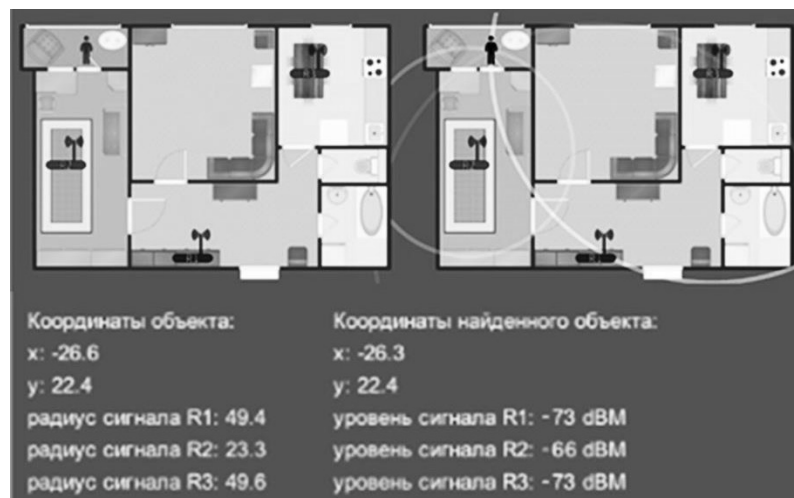 Координаты объекта:
x: -26.6
y: 22.4
радиус сигнала R1: 49.4
радиус сигнала R2: 23.3
радиус сигнала R3: 49.6
Координаты найденного объекта:
x: -26.3
y: 22.4
уровень сигнала R1: -73 dBM
уровень сигнала R2: -66 dBM
уровень сигнала R3: -73 dBM